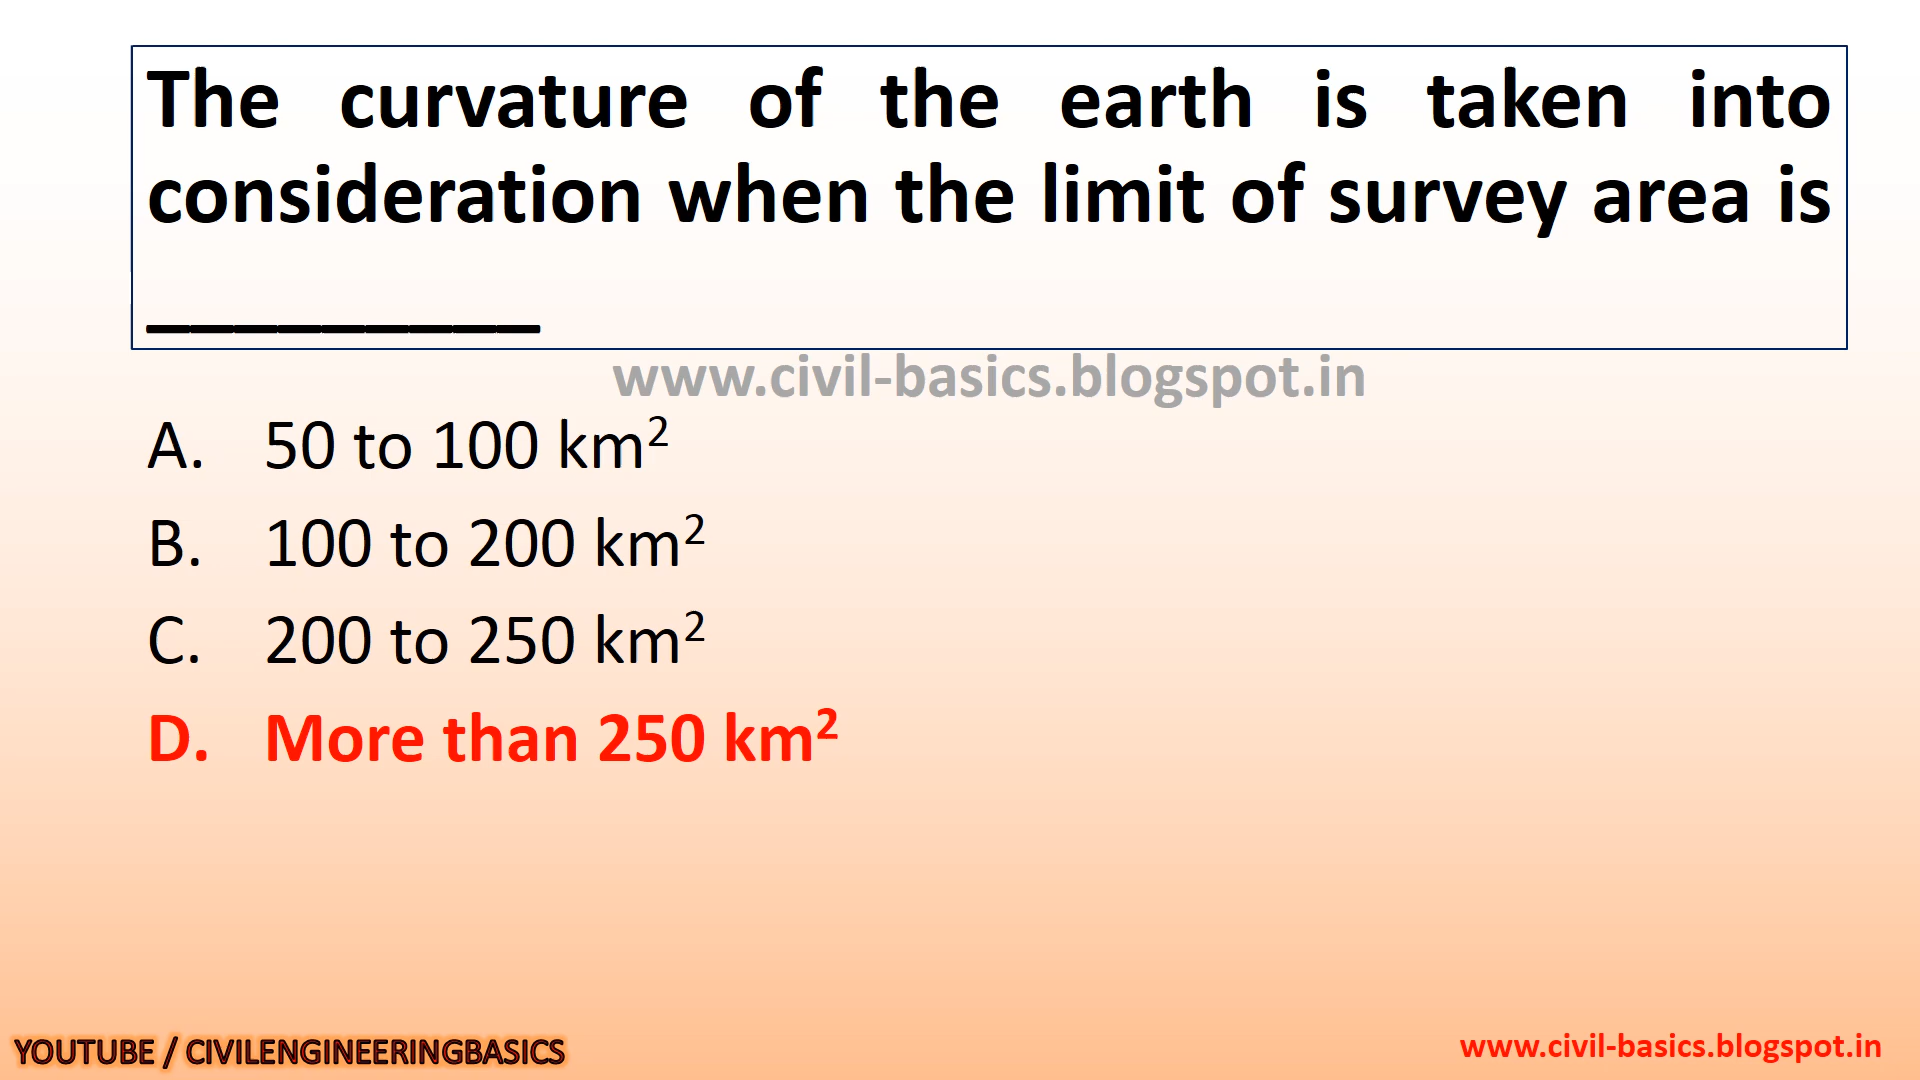 The curvature of the earth is taken into
consideration when the limit of survey area is
_________
www.civil-basics.blogspot.in
A. 50 to 100 km²
B. 100 to 200 km²
C. 200 to 250 km²
D. More than 250 km²
YOUTUBE / CIVILENGINEERINGBASICS
www.civil-basics.blogspot.in